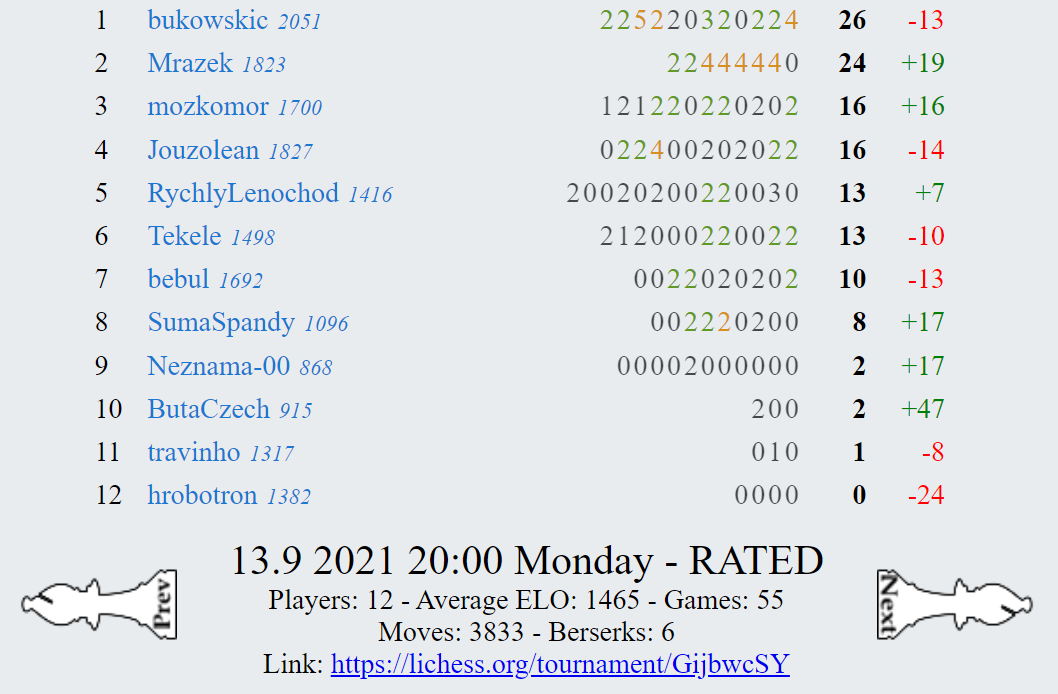 1 bukowskic 2051 225220320224 26 -13
2 Mrazek 1823 22444440 24 +19
3 mozkomor 1700 121220220202 16 +16
4 Jouzolean 1827 022400202022 16 -14
5 RychlyLenochod 1416 20020200220030 13 +7
6 Tekele 1498 212000220022 13 -10
7 bebul 1692 0022020202 10 -13
8 SumaSpandy 1096 002220200 8 +17
9 Neznama-00 868 00002000000 2 +17
10 ButaCzech 915 200 2 +47
11 travinho 1317 010 1 -8
12 hrobotron 1382 0000 0 -24
13.9 2021 20:00 Monday - RATED
Players: 12 - Average ELO: 1465 - Games: 55
Moves: 3833 - Berserks: 6
Link: https://lichess.org/tournament/GijbwcSY
Prev
Next